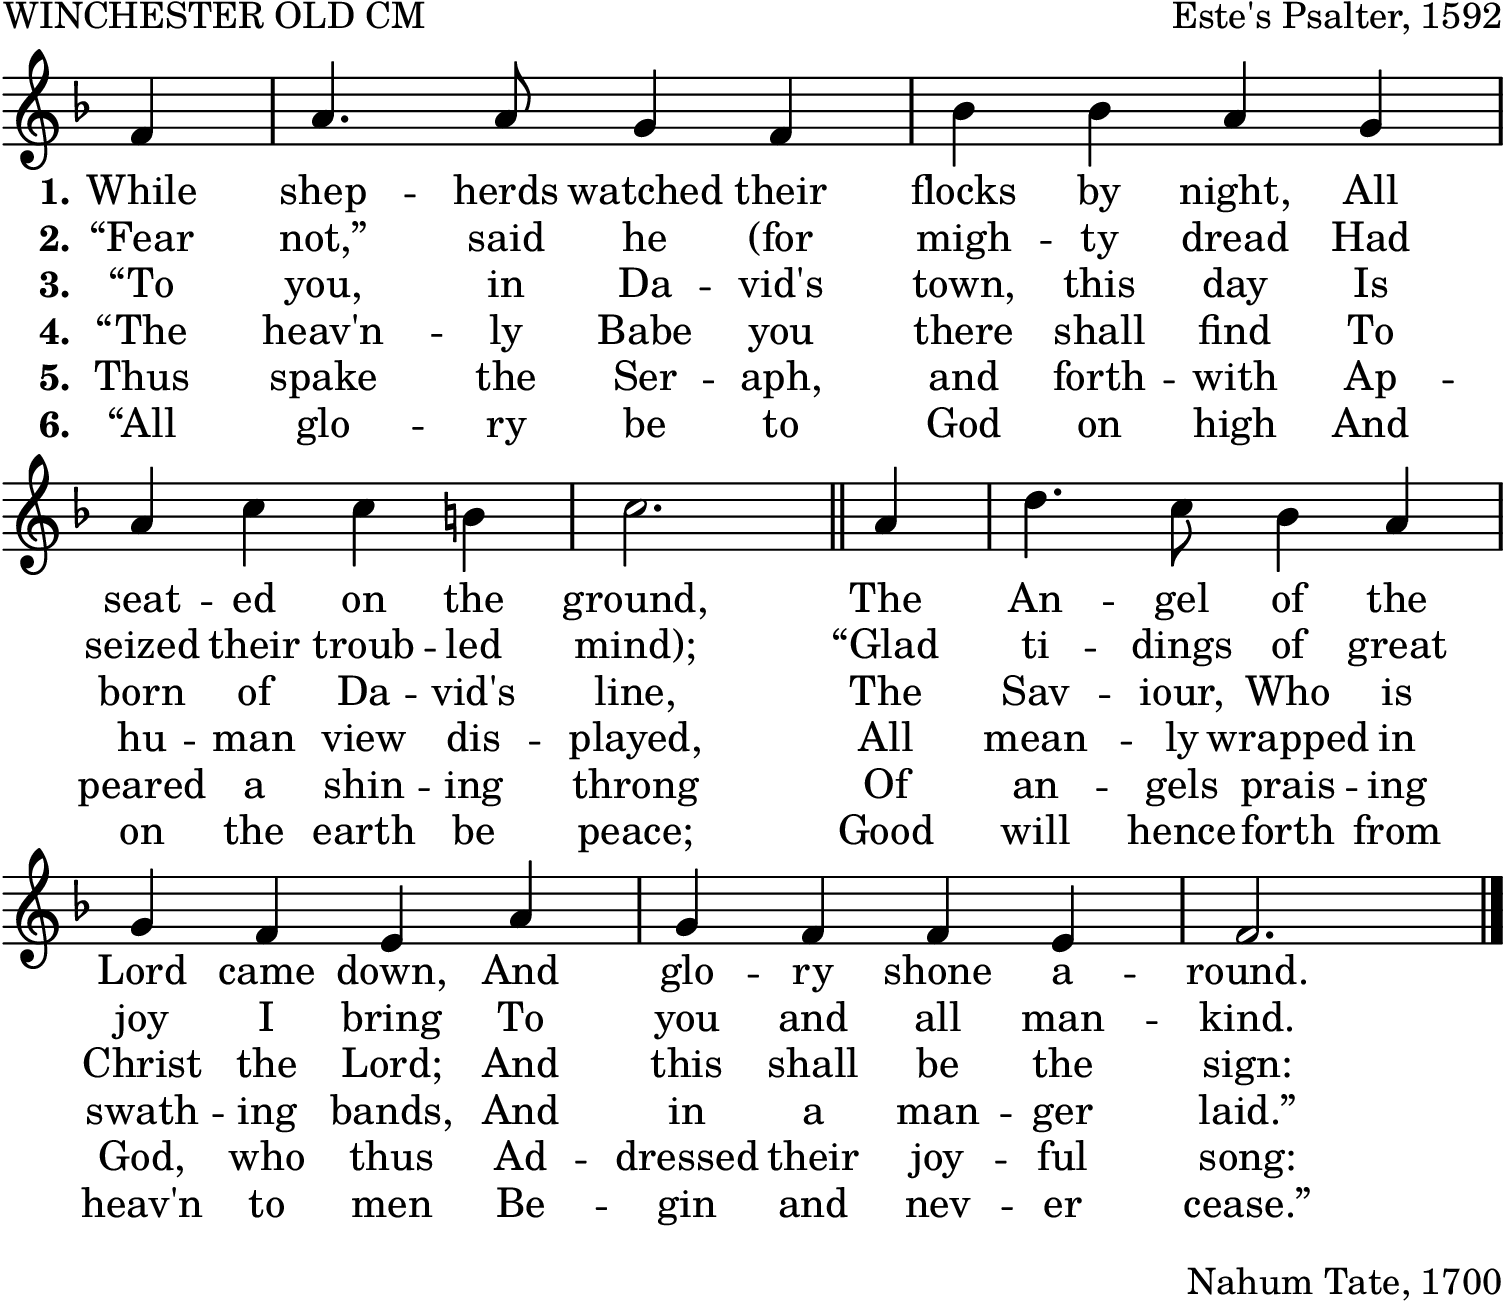 WINCHESTER OLD CM
Este's Psalter, 1592
1. While shep -- herds watched their flocks by night, All
2. “Fear not,” said he (for migh -- ty dread Had
3. “To you, in Da -- vid's town, this day Is
4. “The heav'n -- ly Babe you there shall find To
5. Thus spake the Ser -- aph, and forth -- with Ap --
6. “All glo -- ry be to God on high And
seat -- ed on the ground, The An -- gel of the
seized their troub -- led mind); “Glad ti -- dings of great
born of Da -- vid's line, The Sav -- iour, Who is
hu -- man view dis -- played, All mean -- ly wrapped in
peared a shin -- ing throng Of an -- gels prais -- ing
on the earth be peace; Good will hence forth from
Lord came down, And glo -- ry shone a -- round.
joy I bring To you and all man -- kind.
Christ the Lord; And this shall be the sign:
swath -- ing bands, And in a man -- ger laid.”
God, who thus Ad -- dressed their joy -- ful song:
heav'n to men Be -- gin and nev -- er cease.”
Nahum Tate, 1700